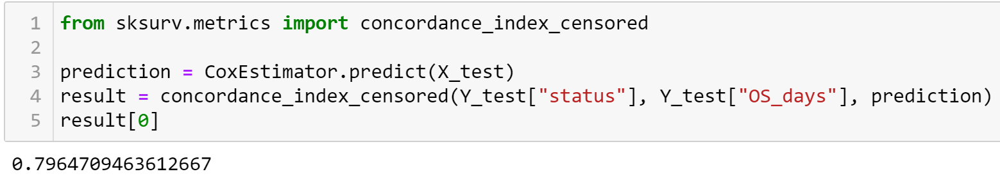 1 from sksurv.metrics import concordance_index_censored
2
3 prediction = CoxEstimator.predict(X_test)
4 result = concordance_index_censored(Y_test["status"], Y_test["OS_days"], prediction)
5 result[0]
0.7964709463612667